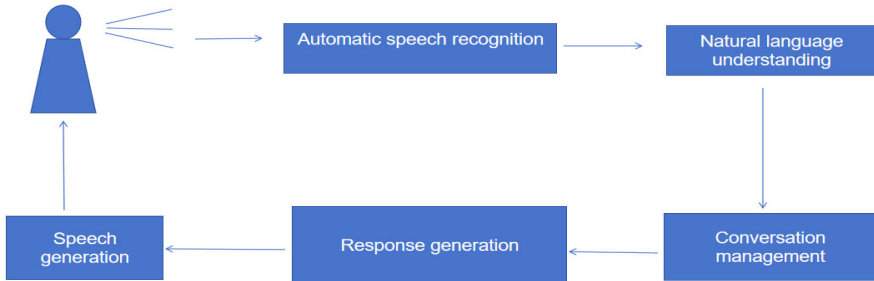 Automatic speech recognition
Natural language
understanding
Speech
generation
Response generation
Conversation
management